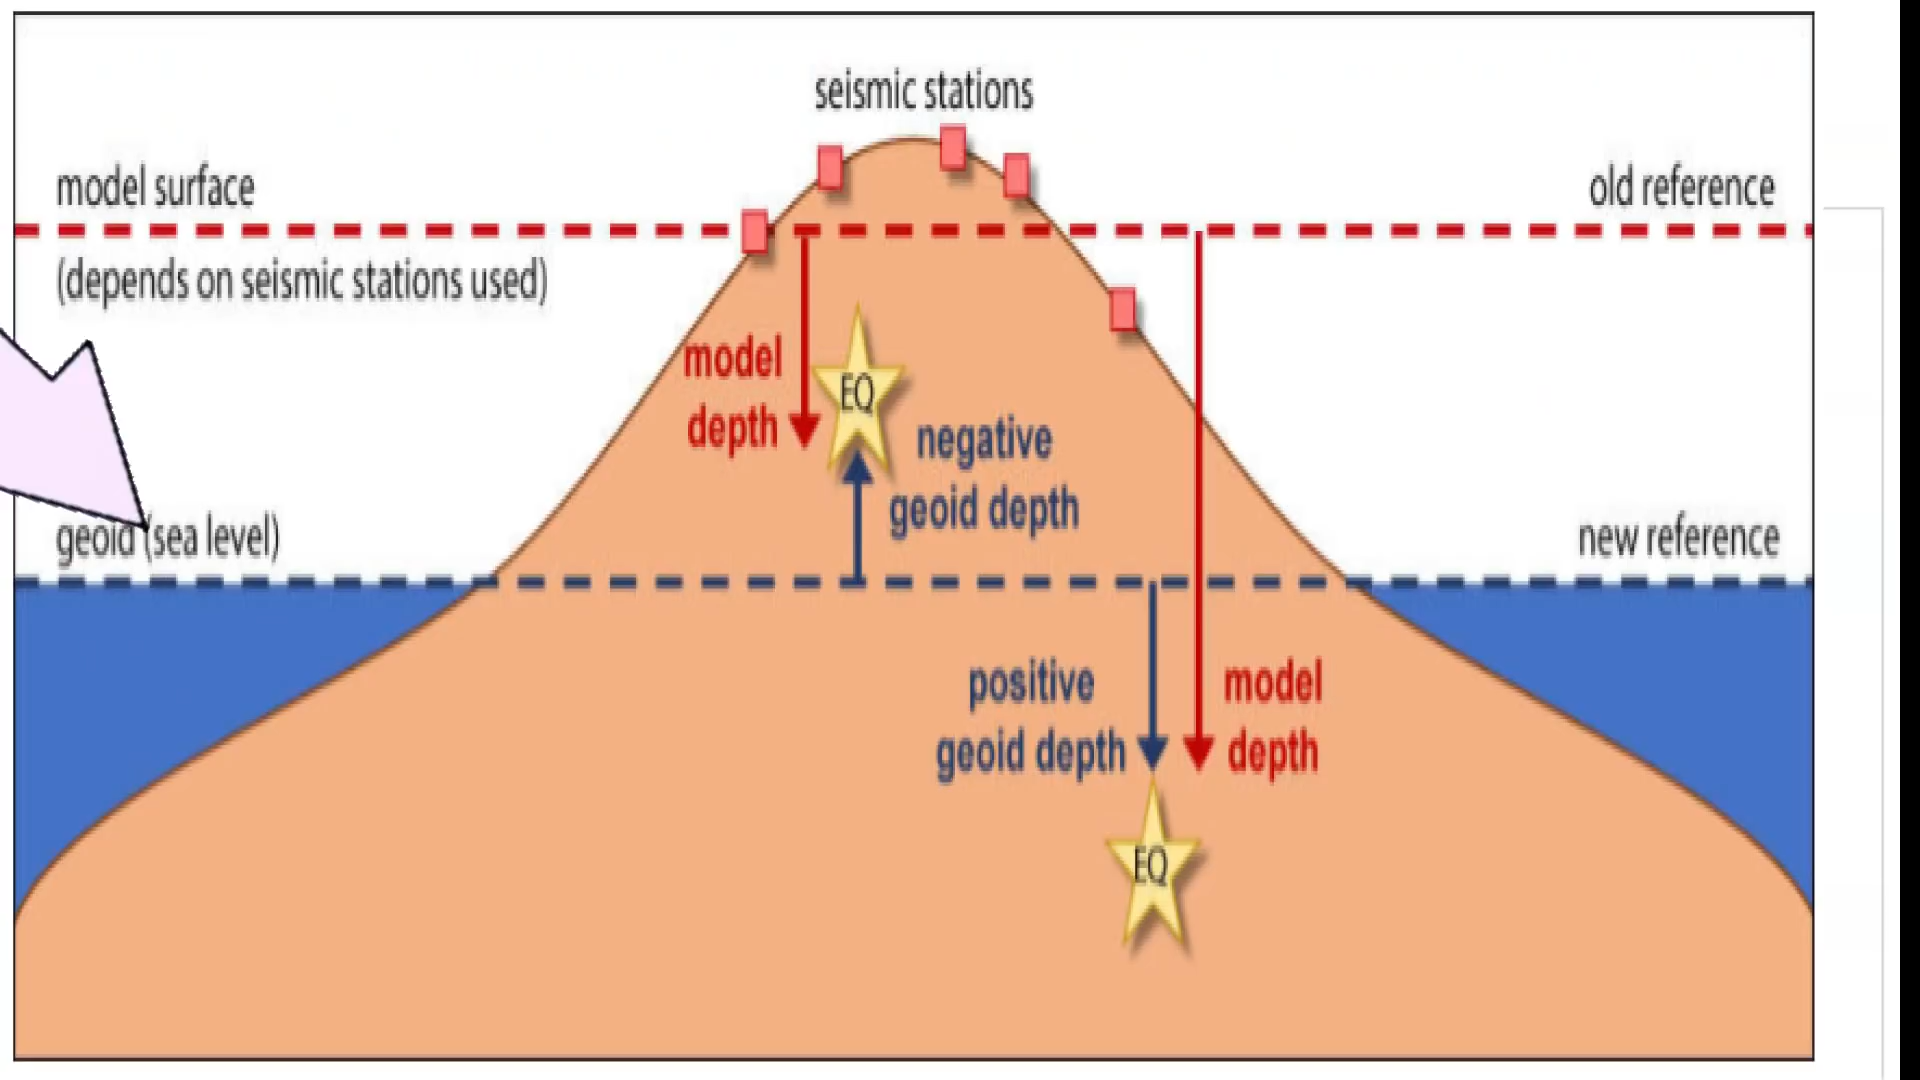 seismic stations
model surface
old reference
(depends on seismic stations used)
model
depth
EQ
negative
geoid depth
geoid (sea level)
new reference
positive
geoid depth
model
depth
EQ